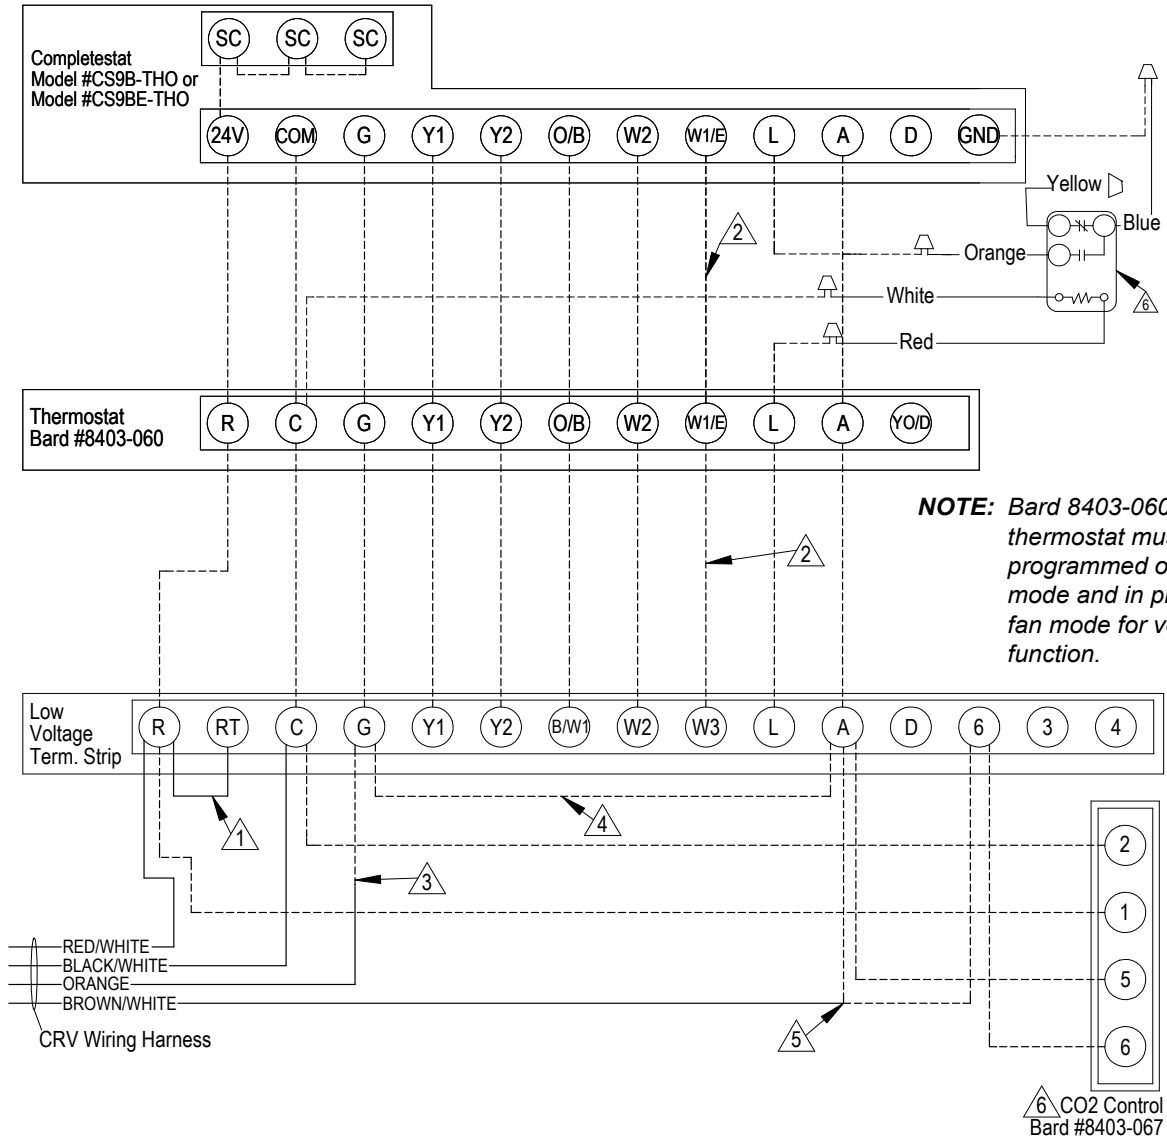 SC SC SC
Completestat
Model #CS9B-THO or
Model #CS9BE-THO
24V COM G Y1 Y2 O/B W2 W1/E L A D GND
Yellow
Blue
2
Orange
White
6
Red
Thermostat
Bard #8403-060
R C G Y1 Y2 O/B W2 W1/E L A YO/D
NOTE: Bard 8403-060
thermostat
programmed
mode and in
fan mode for
function.
2
Low
Voltage
Term. Strip
R RT C G Y1 Y2 B/W1 W2 W3 L A D 6 3 4
1
4
2
3
1
RED/WHITE
BLACK/WHITE
ORANGE
BROWN/WHITE
5
5
CRV Wiring Harness
6
6 CO2 Control
Bard #8403-067